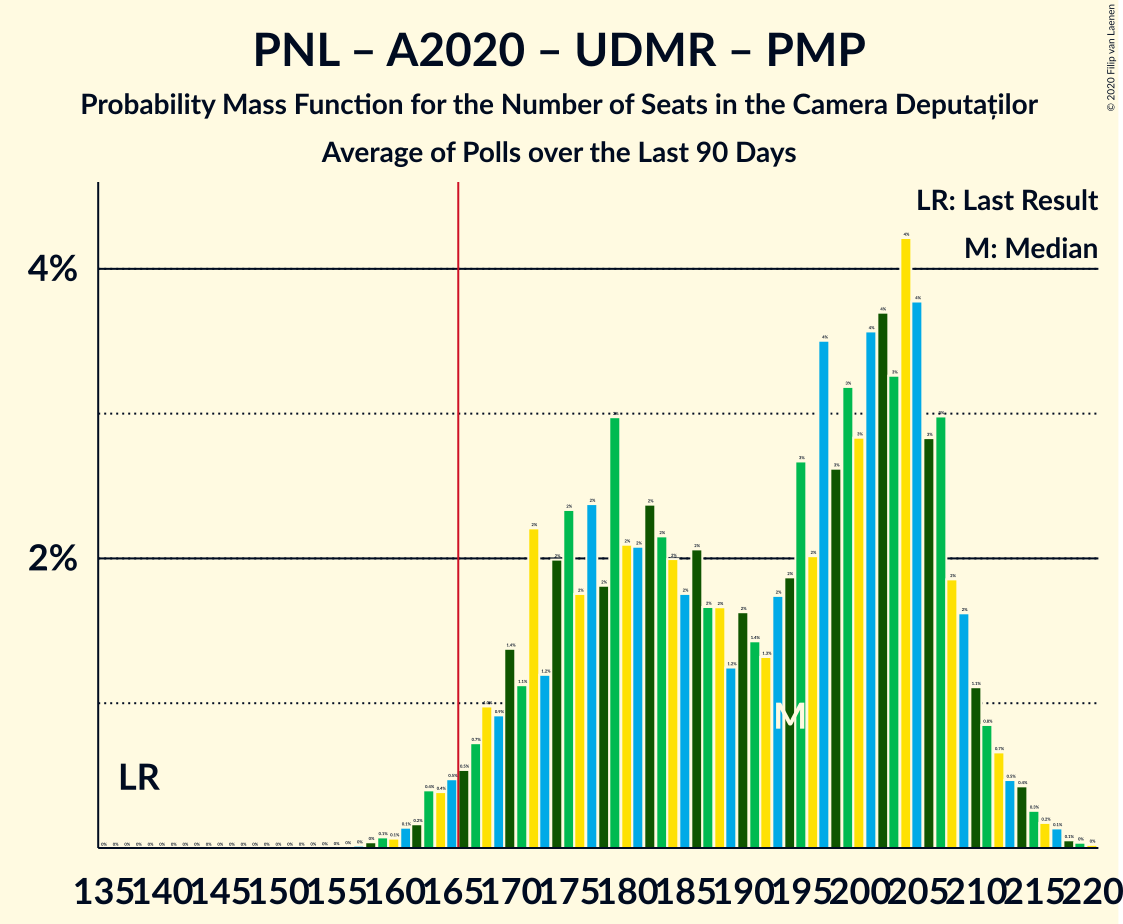 PNL – A2020 – UDMR – PMP
Probability Mass Function for the Number of Seats in the Camera Deputaților
Average of Polls over the Last 90 Days
© 2020 Filip van Laenen
LR: Last Result
M: Median
4%
2%
LR
M
135 140 145 150 155 160 165 170 175 180 185 190 195 200 205 210 215 220